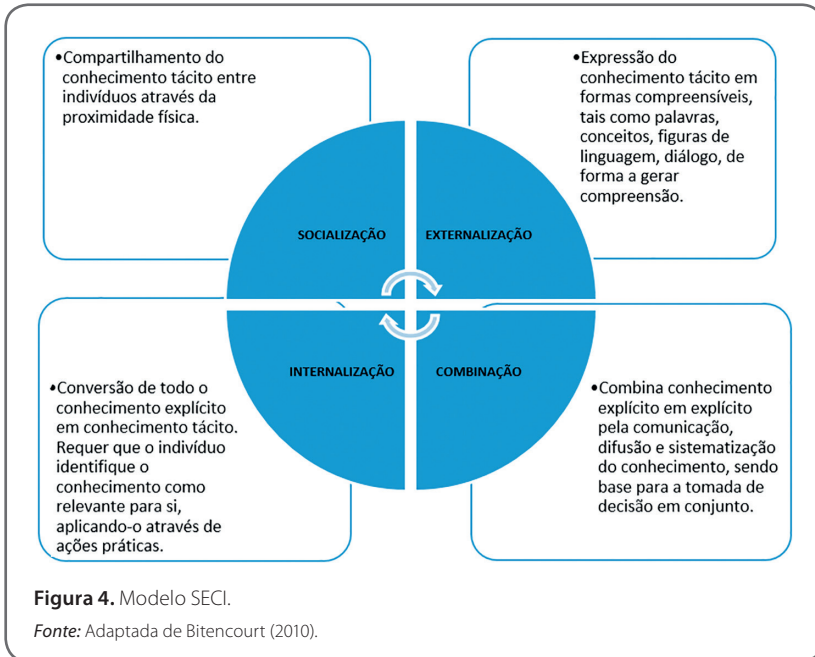 •Compartilhamento do
conhecimento tácito entre
indivíduos através da
proximidade física.
•Expressão do
conhecimento tácito em
formas compreensíveis,
tais como palavras,
conceitos, figuras de
linguagem, diálogo, de
forma a gerar
compreensão.
SOCIALIZAÇÃO
EXTERNALIZAÇÃO
INTERNALIZAÇÃO
COMBINAÇÃO
•Conversão de todo o
conhecimento explícito
em conhecimento tácito.
Requer que o indivíduo
identifique o
conhecimento como
relevante para si,
aplicando-o através de
ações práticas.
•Combina conhecimento
explícito em explícito
pela comunicação,
difusão e sistematização
do conhecimento, sendo
base para a tomada de
decisão em conjunto.
Figura 4. Modelo SECI.
Fonte: Adaptada de Bitencourt (2010).